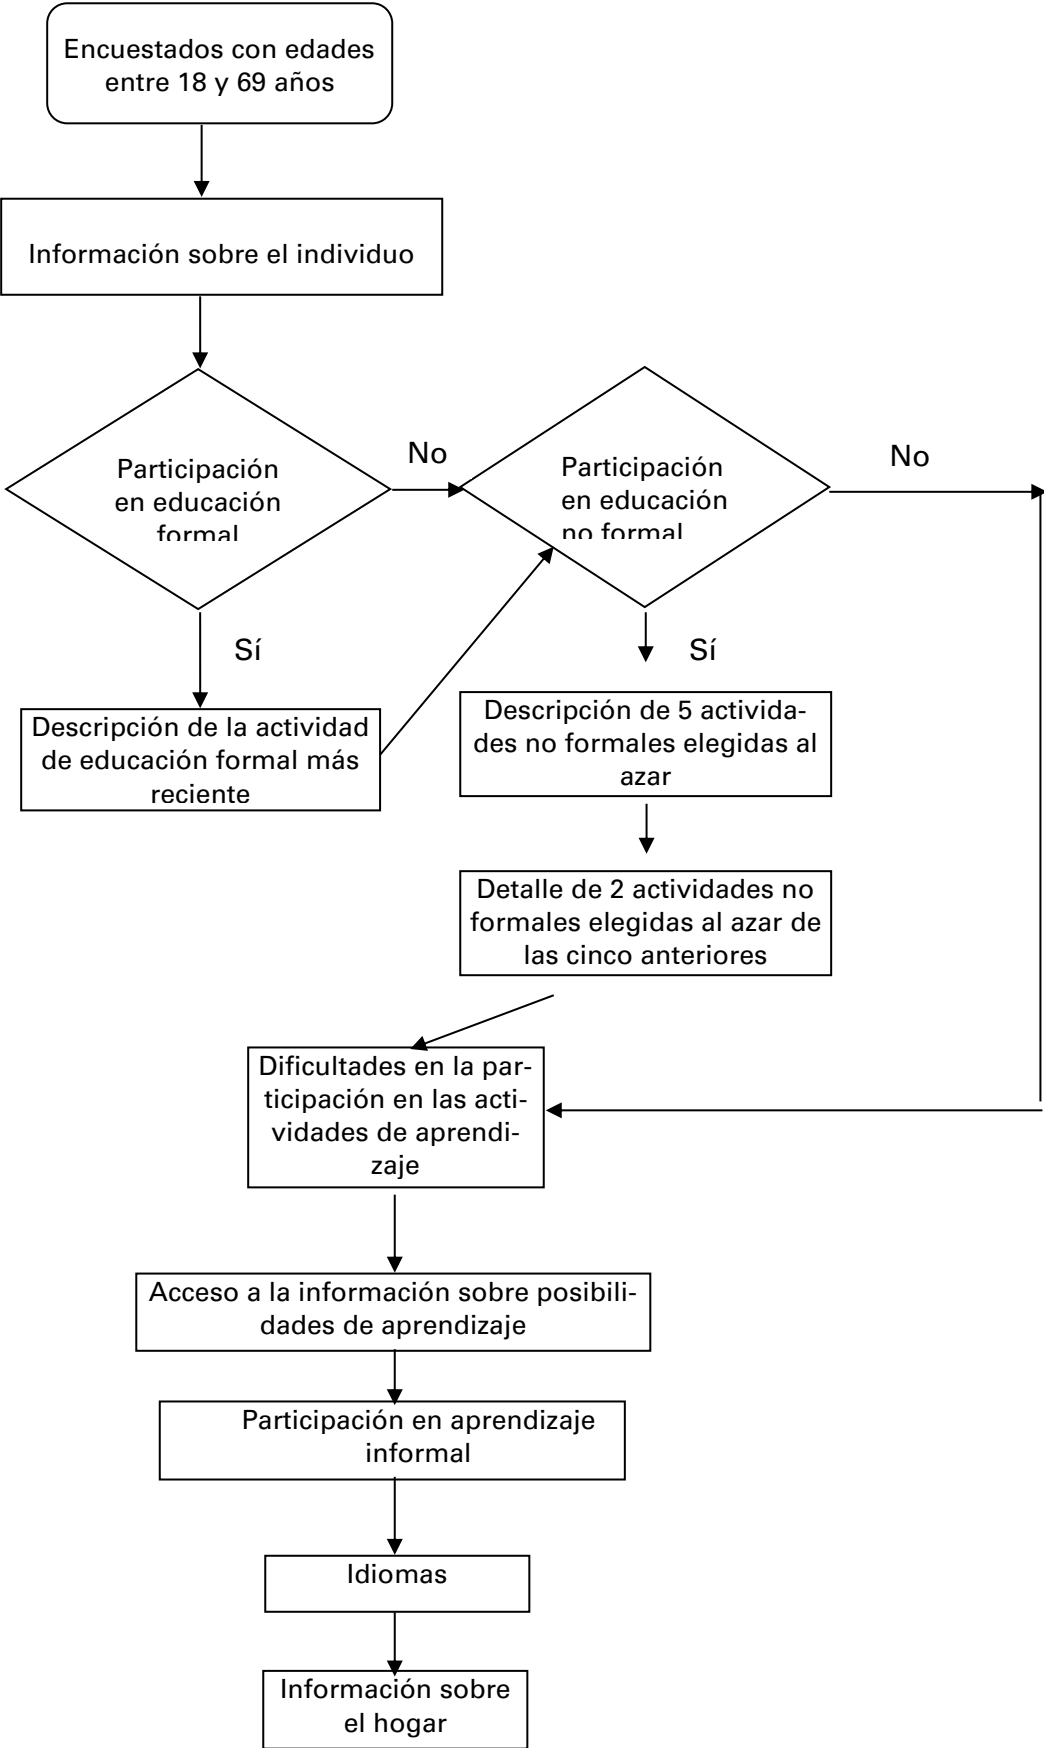 Encuestados con edades
entre 18 y 69 años
Información sobre el individuo
No
No
Participación
en educación
formal
Participación
en educación
no formal
Sí
Sí
Descripción de la actividad
de educación formal más
reciente
Descripción de 5 activida-
des no formales elegidas al
azar
Detalle de 2 actividades no
formales elegidas al azar de
las cinco anteriores
Dificultades en la par-
ticipación en las acti-
vidades de aprendi-
zaje
Acceso a la información sobre posibili-
dades de aprendizaje
Participación en aprendizaje
informal
Idiomas
Información sobre
el hogar